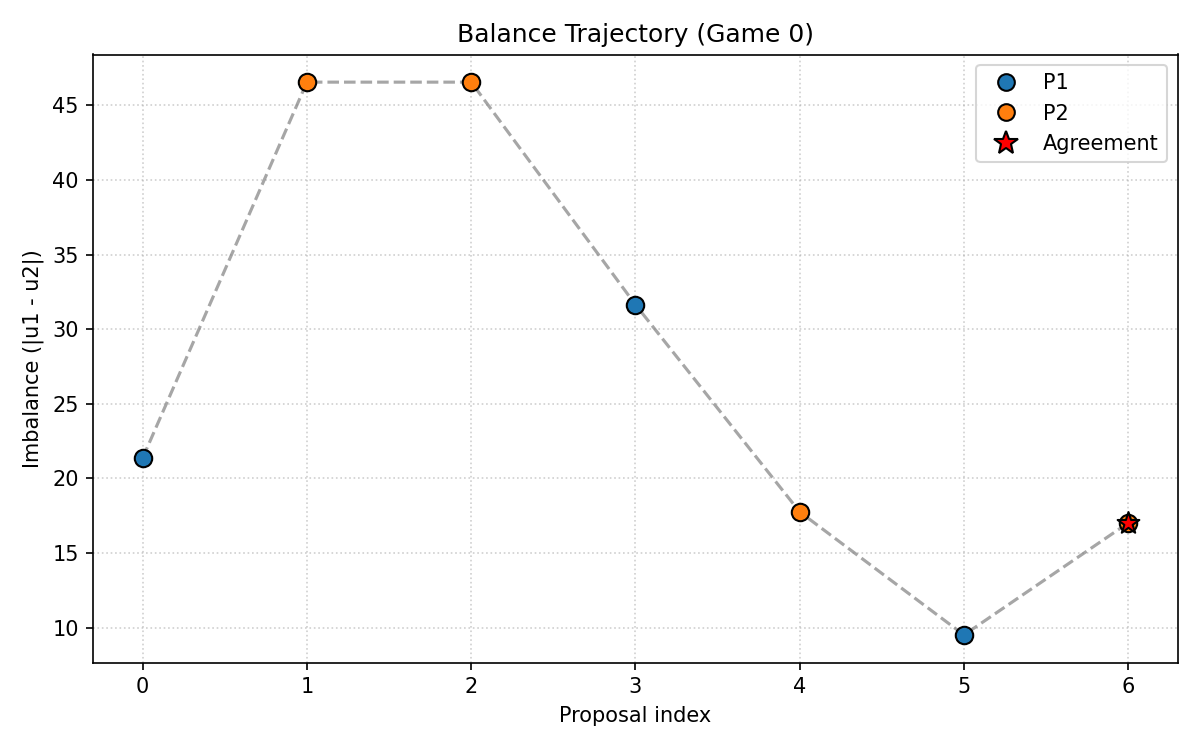 Balance Trajectory (Game 0)
P1
P2
Agreement
Imbalance (|u1 - u2|)
45
40
35
30
25
20
15
10
0 1 2 3 4 5 6
Proposal index